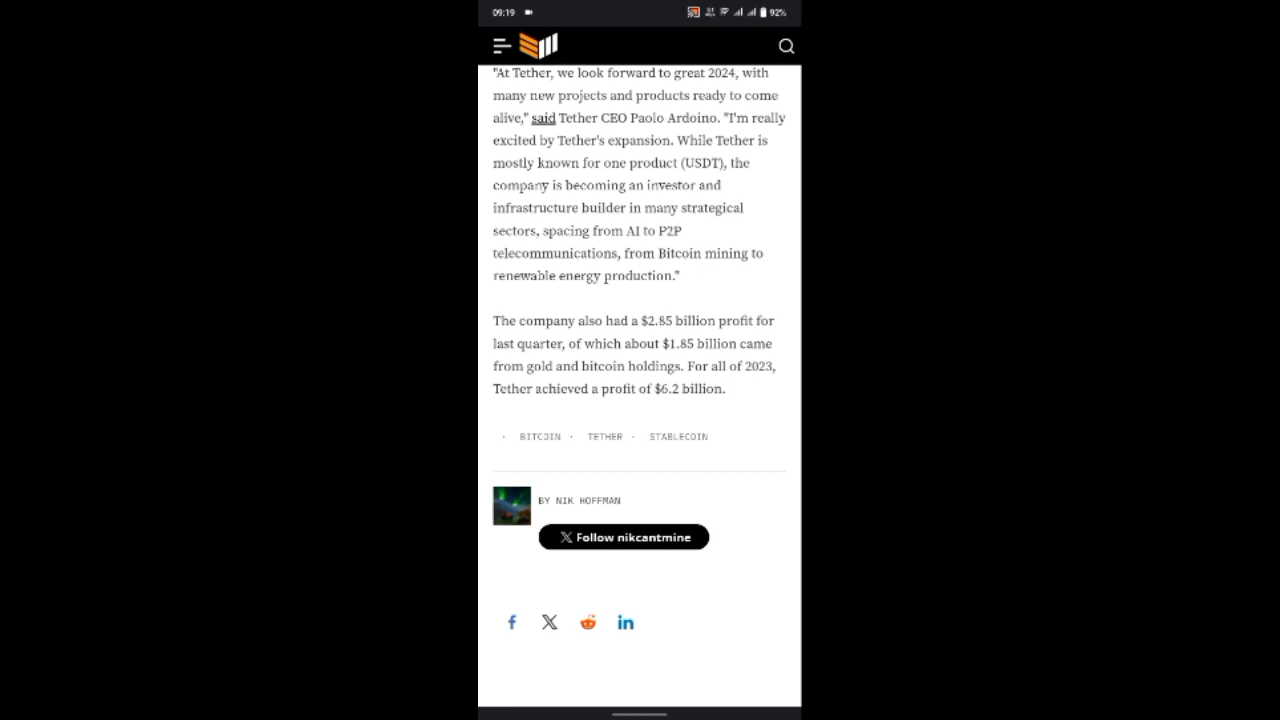 09:19
92%
"At Tether, we look forward to great 2024, with
many new projects and products ready to come
alive," said Tether CEO Paolo Ardoino. "I'm really
excited by Tether's expansion. While Tether is
mostly known for one product (USDT), the
company is becoming an investor and
infrastructure builder in many strategical
sectors, spacing from AI to P2P
telecommunications, from Bitcoin mining to
renewable energy production."
The company also had a $2.85 billion profit for
last quarter, of which about $1.85 billion came
from gold and bitcoin holdings. For all of 2023,
Tether achieved a profit of $6.2 billion.
· BITCOIN · TETHER · STABLECOIN
BY NIK HOFFMAN
Follow nikcantmine